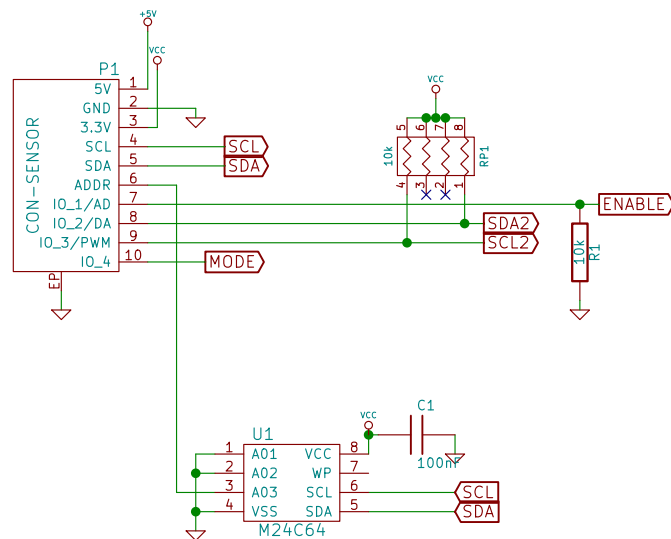 +5V
VCC
P1
CON-SENSOR
5V 1
GND 2
3.3V 3
SCL 4
SDA 5
ADDR 6
IO_1/AD 7
IO_2/DA 8
IO_3/PWM 9
IO_4 10
EP
SCL
SDA
MODE
VCC
5 6 7 8
10k
RP1
4 3 2 1
ENABLE
SDA2
SCL2
10k
R1
U1
1 A01 VCC 8
2 A02 WP 7
3 A03 SCL 6
4 VSS SDA 5
M24C64
VCC
C1
100nF
SCL
SDA